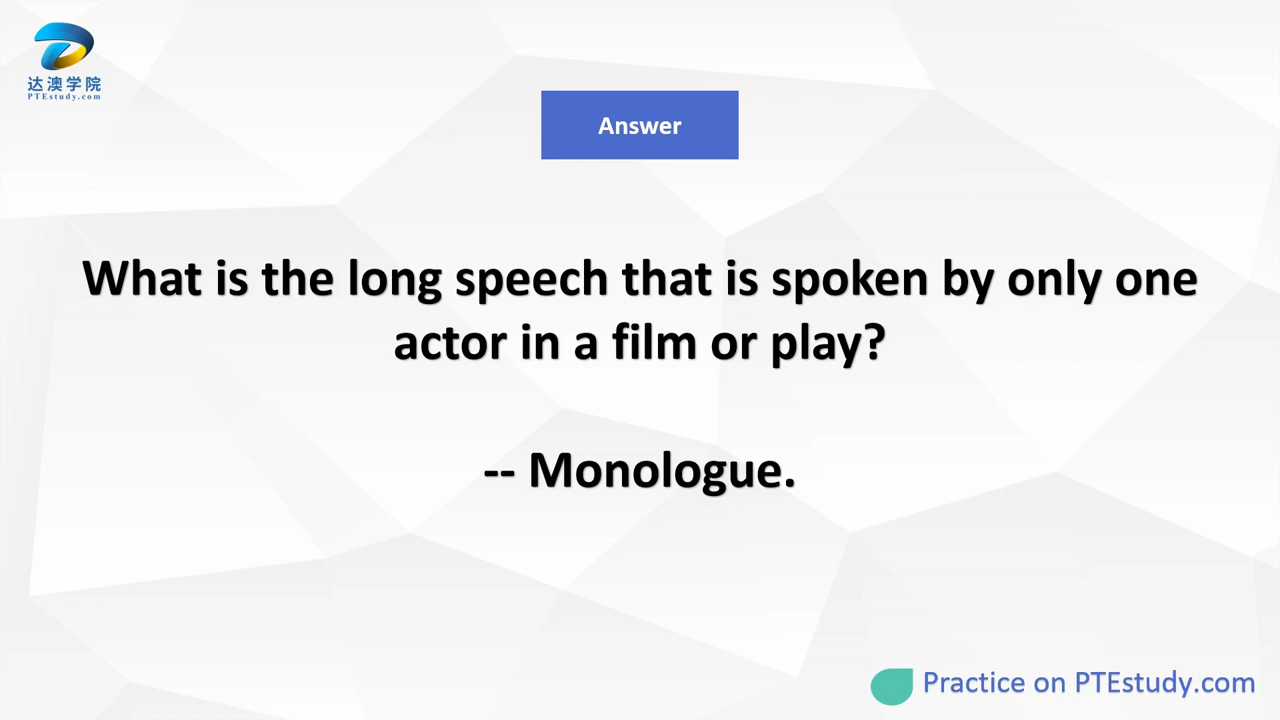 达澳学院
PTEstudy.com
Answer
What is the long speech that is spoken by only one
actor in a film or play?
-- Monologue.
Practice on PTEstudy.com